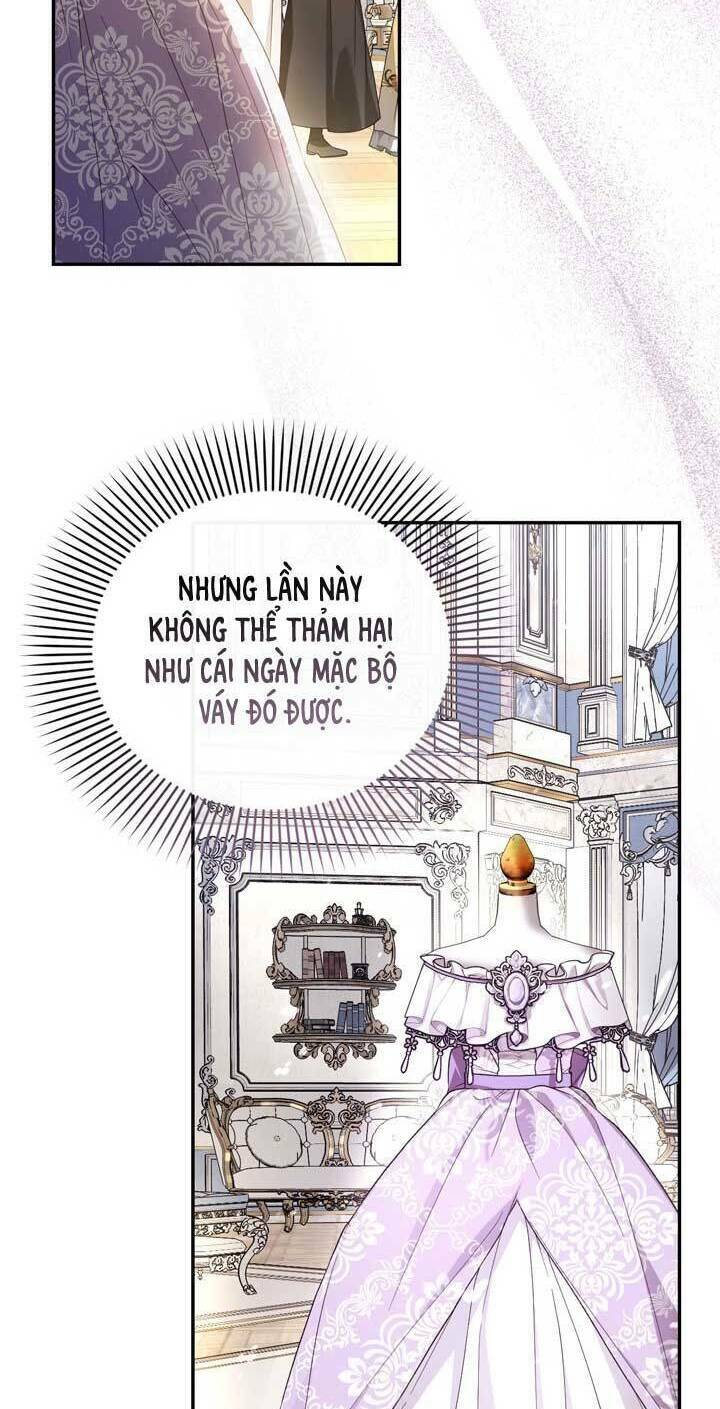 NHƯNG LẦN NÀY
KHÔNG THỂ THẢM HẠI
NHƯ CÁI NGÀY MẶC BỘ
VÁY ĐÓ ĐƯỢC.